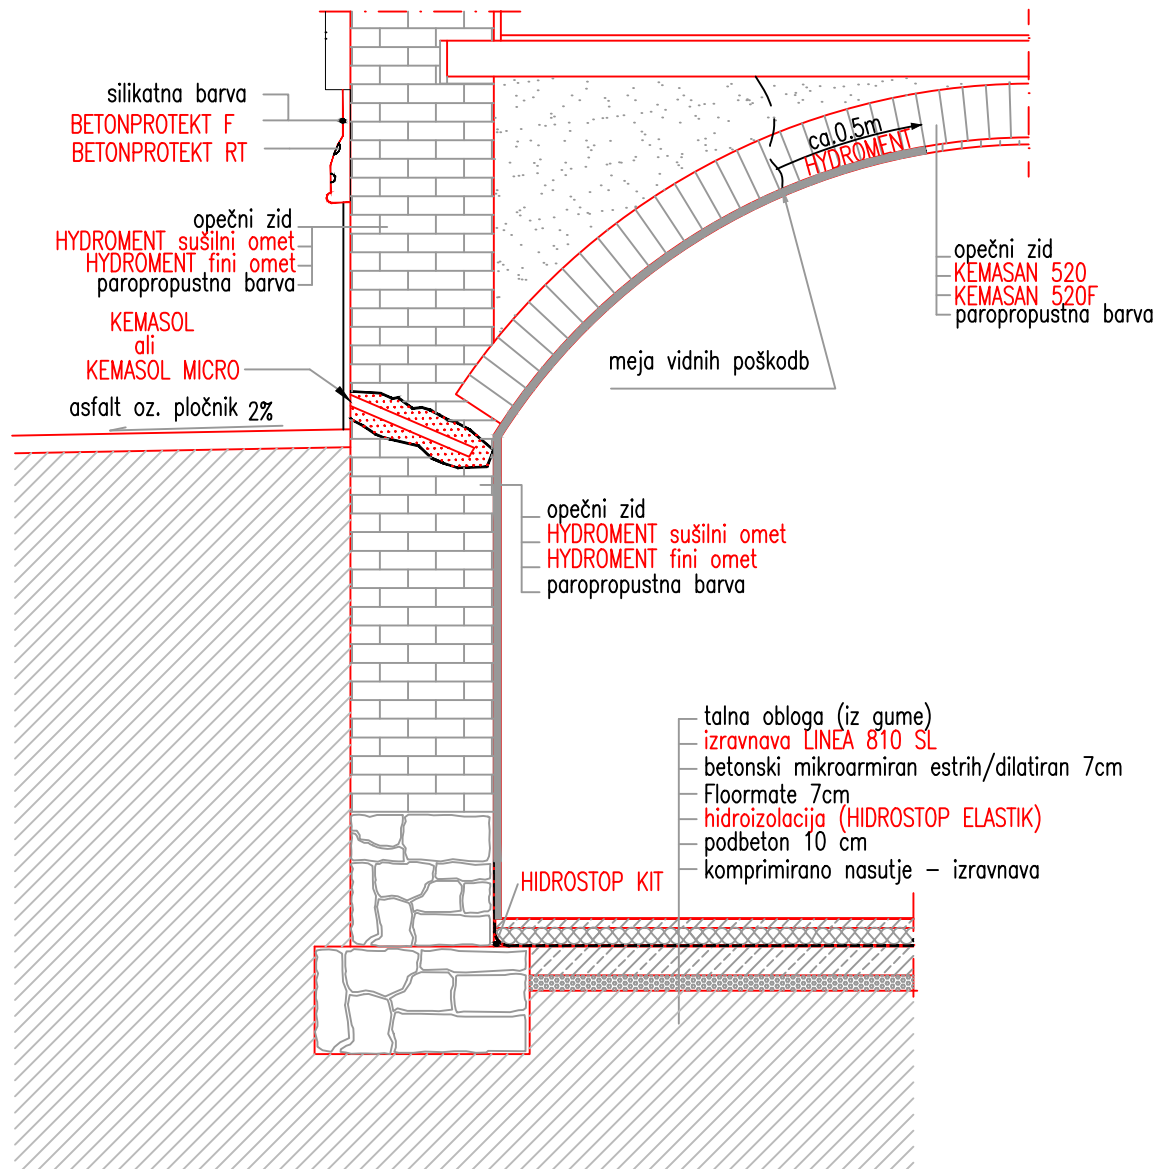 silikatna barva
BETONPROTEKT F
BETONPROTEKT RT
ca.0.5m
HYDROMENT
opečni zid
HYDROMENT sušilni omet
HYDROMENT fini omet
paropropustna barva
opečni zid
KEMASAN 520
KEMASAN 520F
paropropustna barva
KEMASOL
ali
KEMASOL MICRO
meja vidnih poškodb
asfalt oz. pločnik 2%
opečni zid
HYDROMENT sušilni omet
HYDROMENT fini omet
paropropustna barva
talna obloga (iz gume)
izravnava LINEA 810 SL
betonski mikroarmiran estrih/dilatiran 7cm
Floormate 7cm
hidroizolacija (HIDROSTOP ELASTIK)
podbeton 10 cm
komprimirano nasutje – izravnava
HIDROSTOP KIT